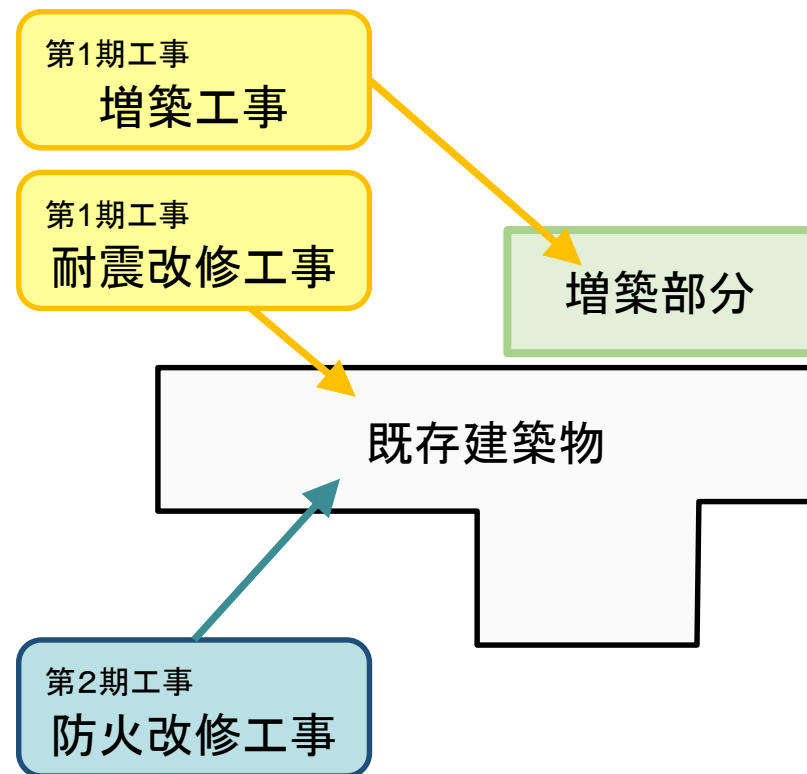 第1期工事
増築工事
第1期工事
耐震改修工事
増築部分
既存建築物
第2期工事
防火改修工事